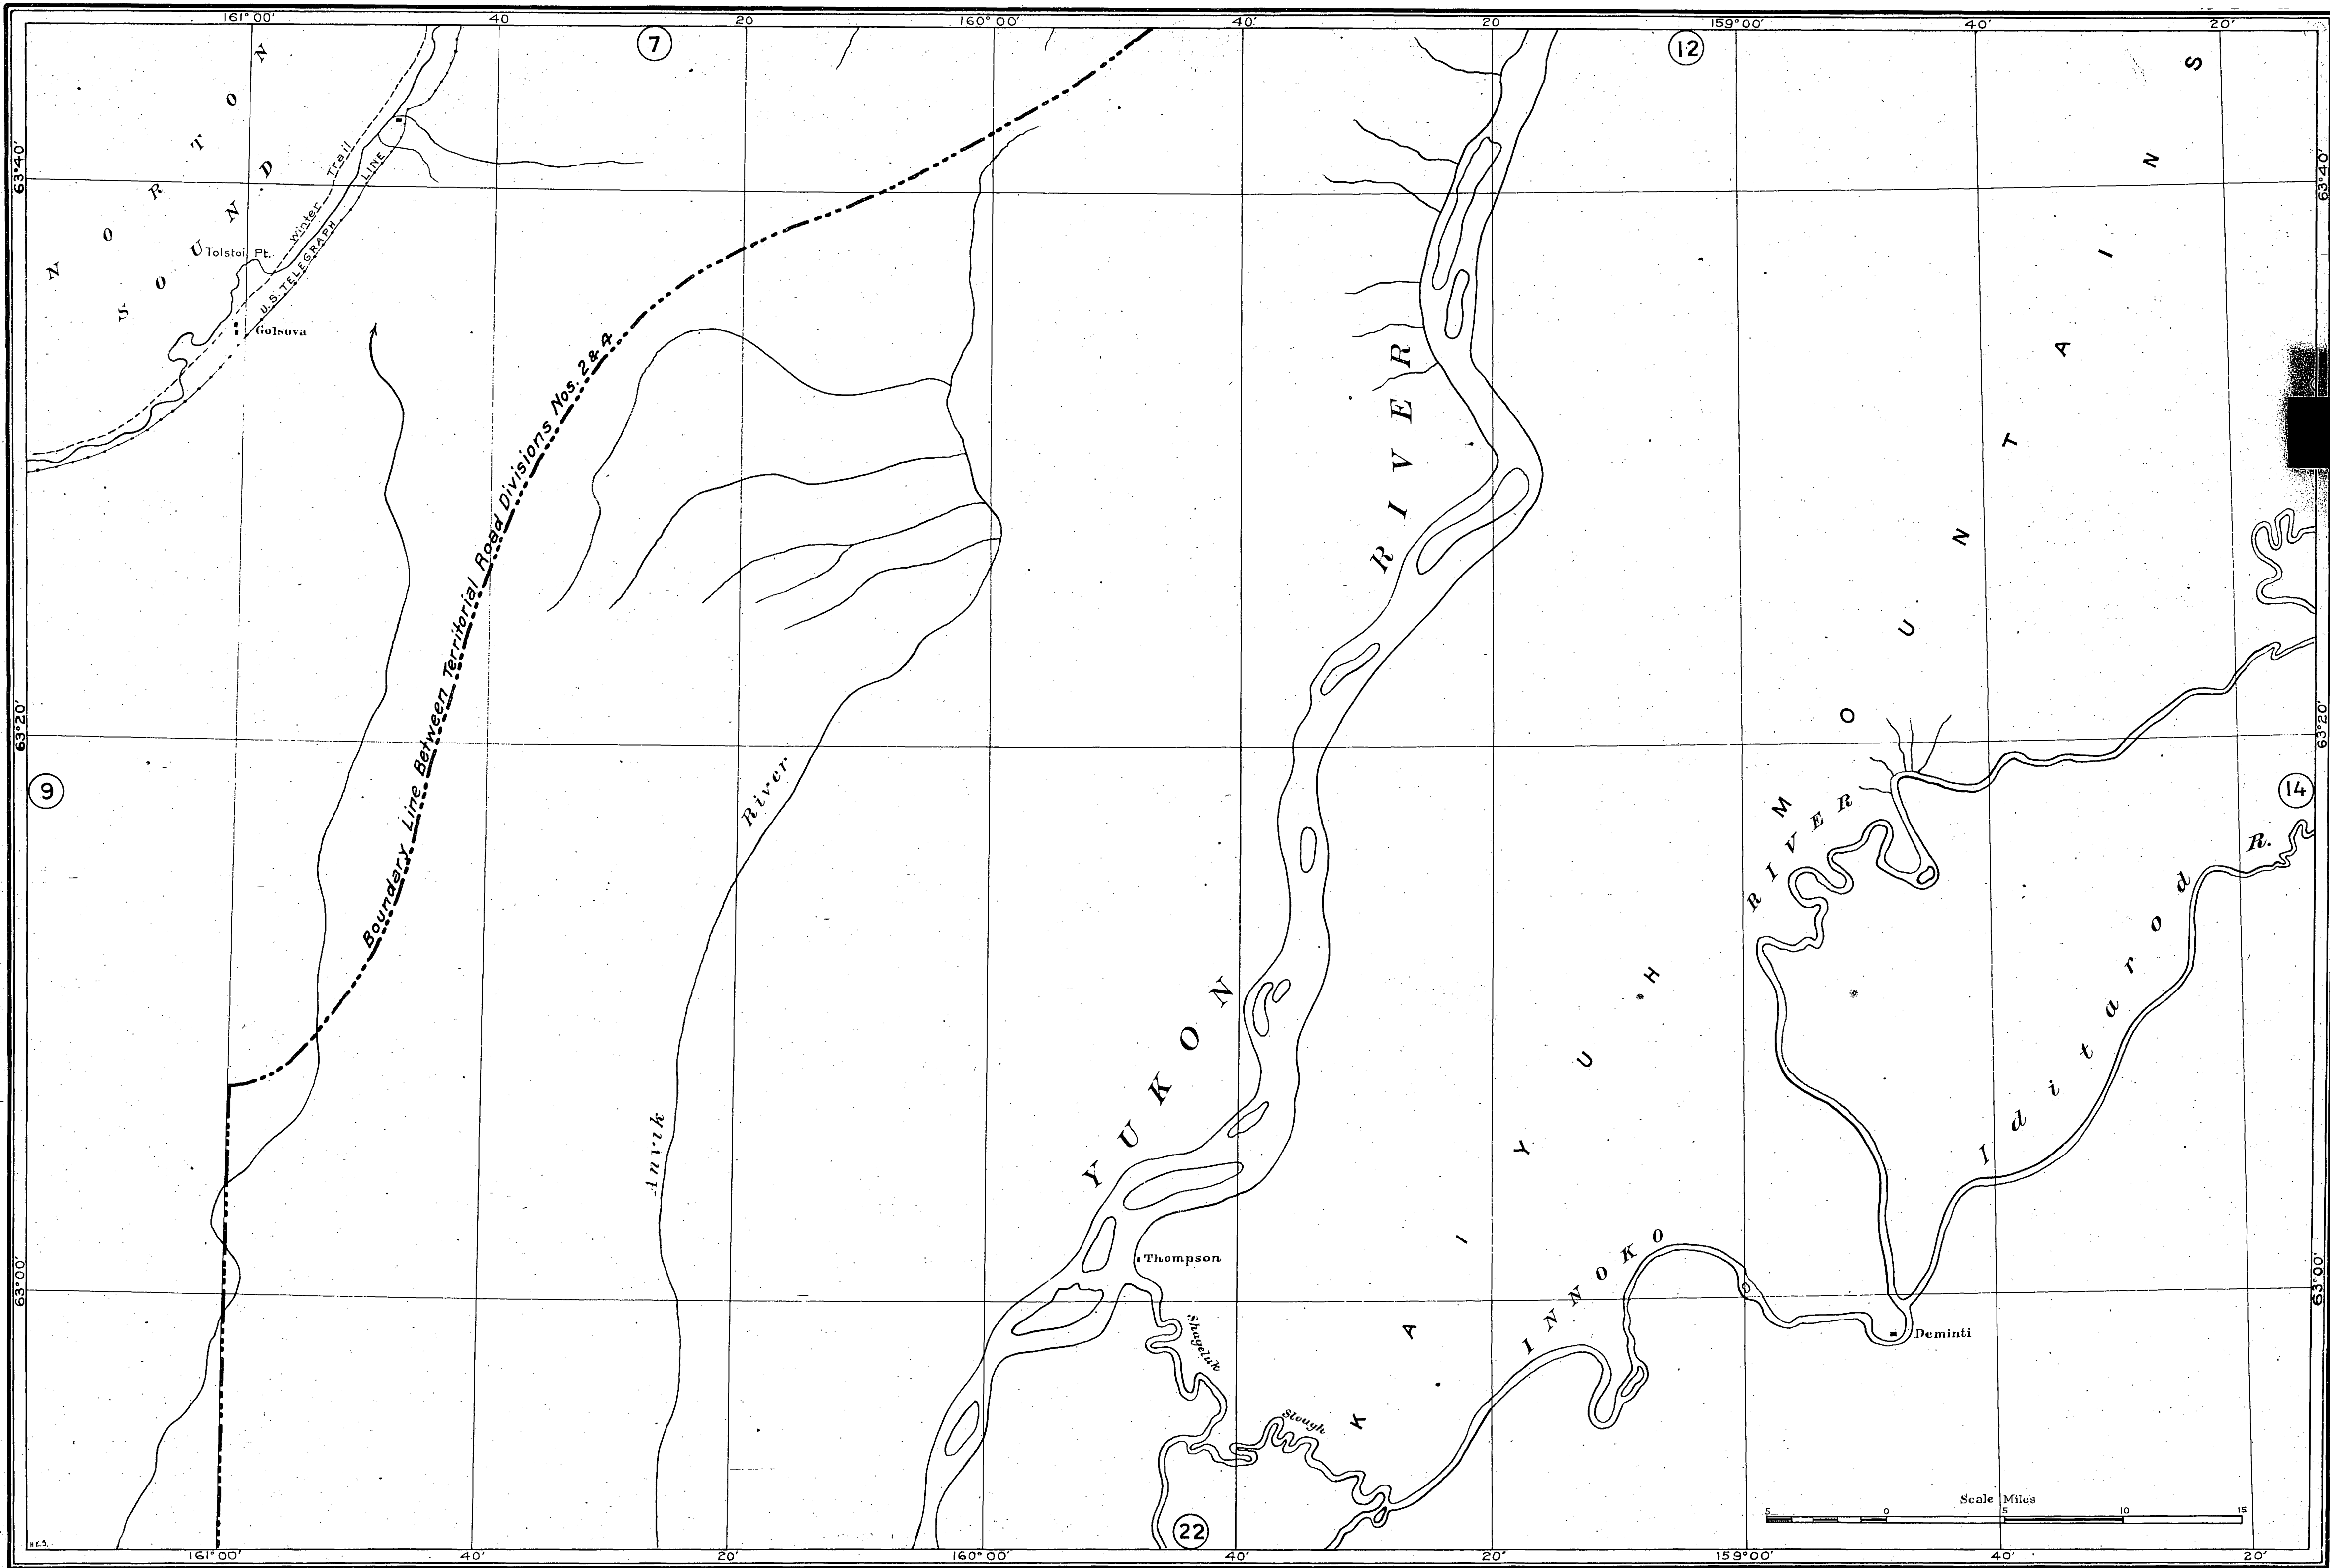 161°00′ 40 20 160°00′ 40′ 20 159°00′ 40′ 20′
7
12
63°40′
63°40′
NORTON
SOUND
Winter Trail
U.S. TELEGRAPH LINE
Tolstoi Pt.
Golsova
Boundary Line Between Territorial Road Divisions Nos. 2 & 4
YUKON RIVER
KAIYUH MOUNTAINS
63°20′
63°20′
9
14
River
INNOKO RIVER
Iditarod R.
Thompson
Shageluk
Slough
Deminti
63°00′
63°00′
22
Scale Miles
5 0 5 10 15
H.E.S.
161°00′ 40′ 20′ 160°00′ 40′ 20′ 159°00′ 40′ 20′